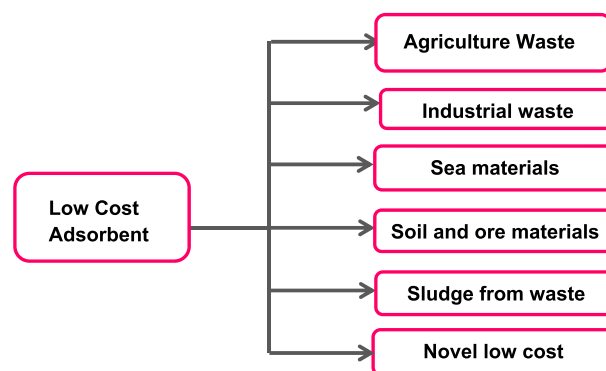 Low Cost
Adsorbent
Agriculture Waste
Industrial waste
Sea materials
Soil and ore materials
Sludge from waste
Novel low cost